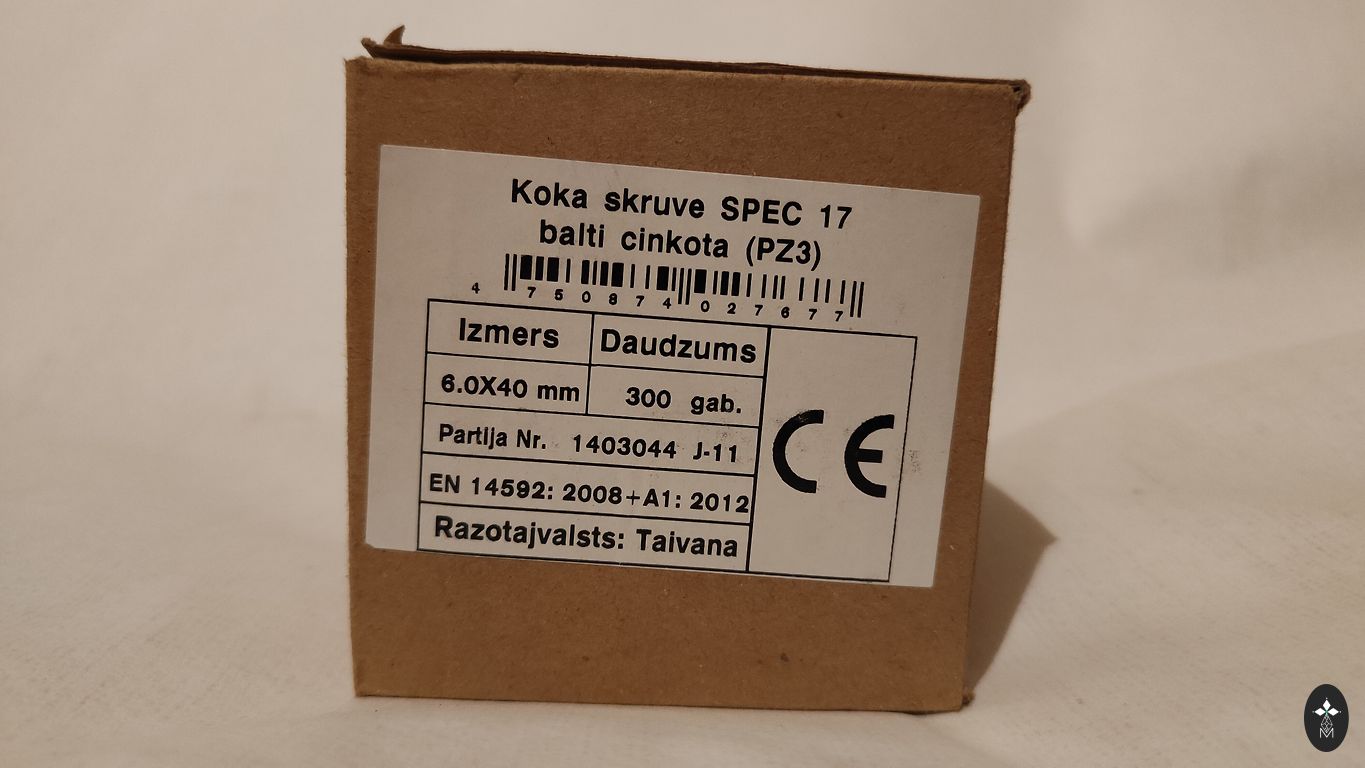 Koka skruve SPEC 17
balti cinkota (PZ3)
4 750874 027677
Izmers Daudzums
6.0X40 mm 300 gab.
Partija Nr. 1403044 J-11
EN 14592: 2008+A1: 2012
Razotajvalsts: Taivana
CE
M